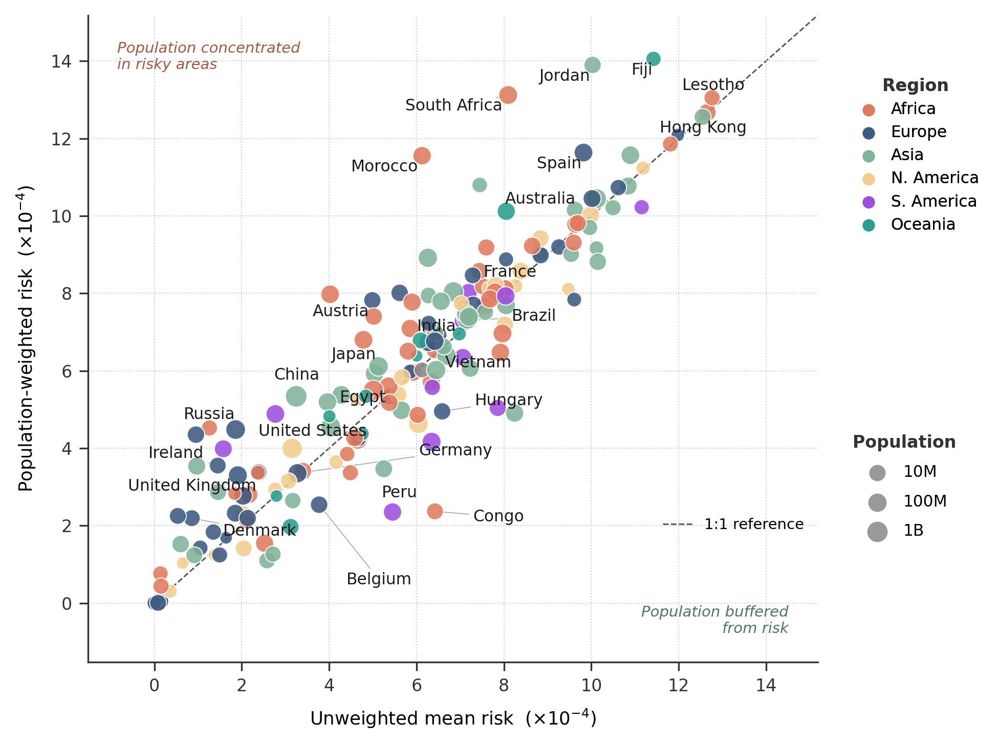 Population concentrated
in risky areas
Jordan
Fiji
Lesotho
South Africa
Hong Kong
Morocco
Spain
Australia
France
Austria
Brazil
India
Japan
Vietnam
China
Egypt
Hungary
Russia
United States
Ireland
Germany
United Kingdom
Peru
Congo
Denmark
Belgium
1:1 reference
Population buffered
from risk
Region
Africa
Europe
Asia
N. America
S. America
Oceania
Population
10M
100M
1B
14
12
10
8
6
4
2
0
0 2 4 6 8 10 12 14
Population-weighted risk (×10⁻⁴)
Unweighted mean risk (×10⁻⁴)